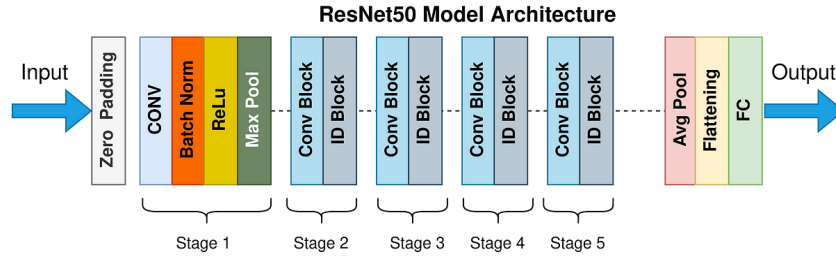 ResNet50 Model Architecture
Input
Zero Padding
CONV
Batch Norm
ReLu
Max Pool
Conv Block
ID Block
Conv Block
ID Block
Conv Block
ID Block
Conv Block
ID Block
Avg Pool
Flattening
FC
Output
Stage 1
Stage 2
Stage 3
Stage 4
Stage 5